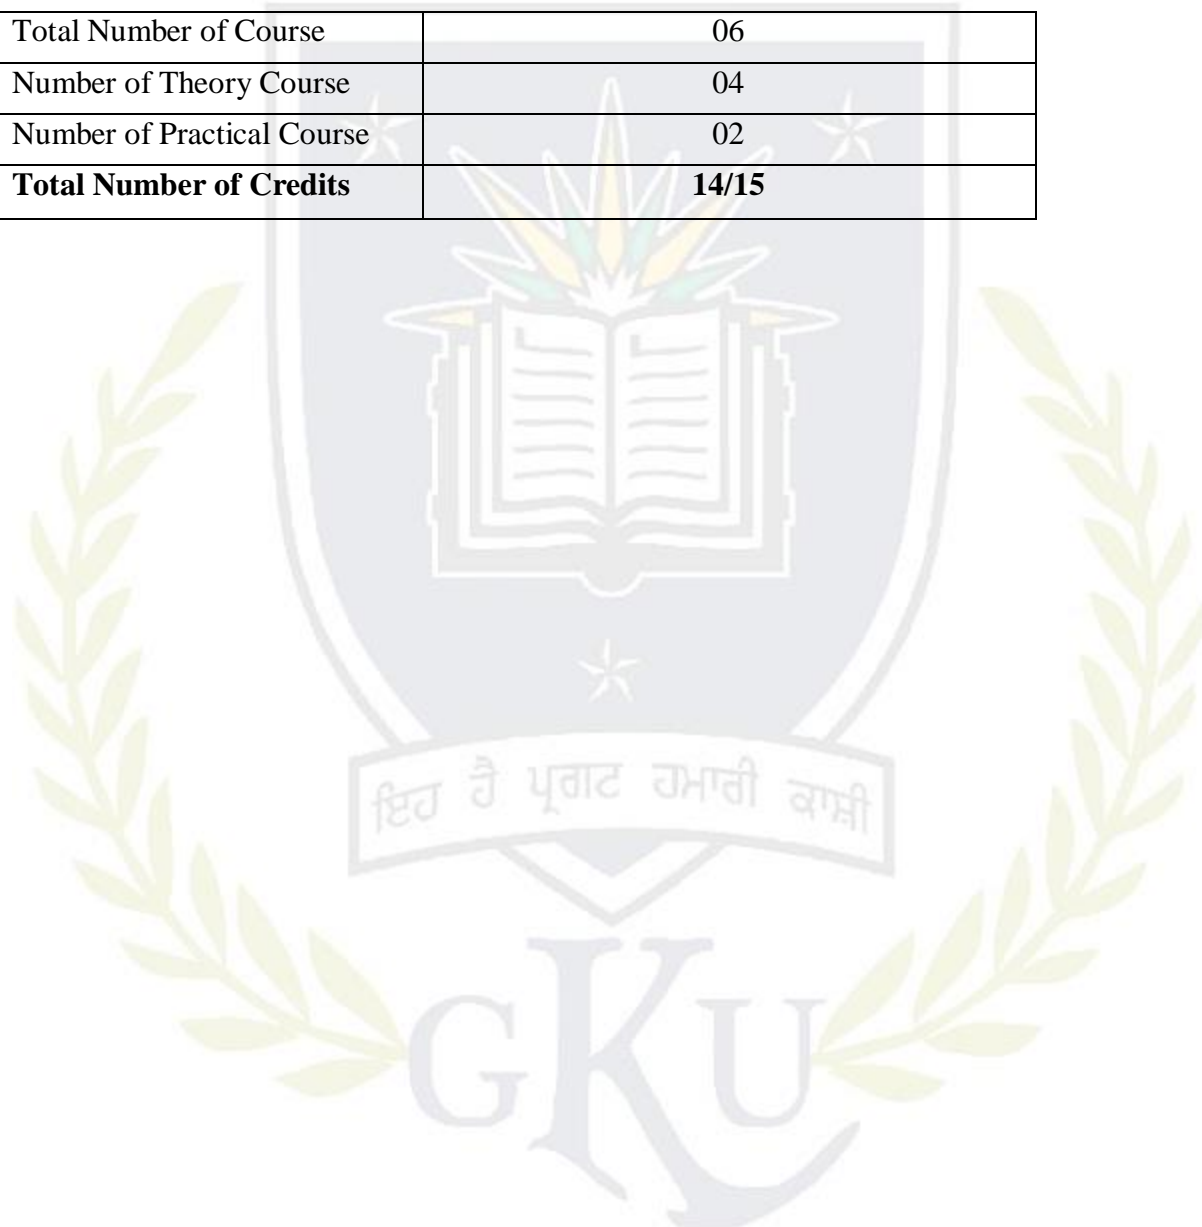 Total Number of Course 06
Number of Theory Course 04
Number of Practical Course 02
Total Number of Credits 14/15
ਇਹ ਹੈ ਪ੍ਰਗਟ ਹਮਾਰੀ ਕਾਸ਼ੀ
GKU